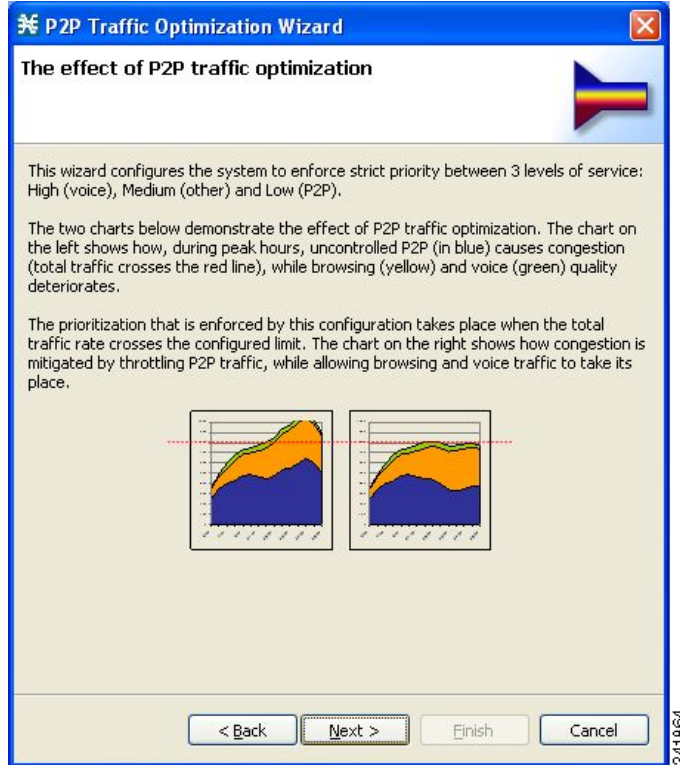 P2P Traffic Optimization Wizard
The effect of P2P traffic optimization
This wizard configures the system to enforce strict priority between 3 levels of service:
High (voice), Medium (other) and Low (P2P).
The two charts below demonstrate the effect of P2P traffic optimization. The chart on
the left shows how, during peak hours, uncontrolled P2P (in blue) causes congestion
(total traffic crosses the red line), while browsing (yellow) and voice (green) quality
deteriorates.
The prioritization that is enforced by this configuration takes place when the total
traffic rate crosses the configured limit. The chart on the right shows how congestion is
mitigated by throttling P2P traffic, while allowing browsing and voice traffic to take its
place.
< Back
Next >
Finish
Cancel
341964